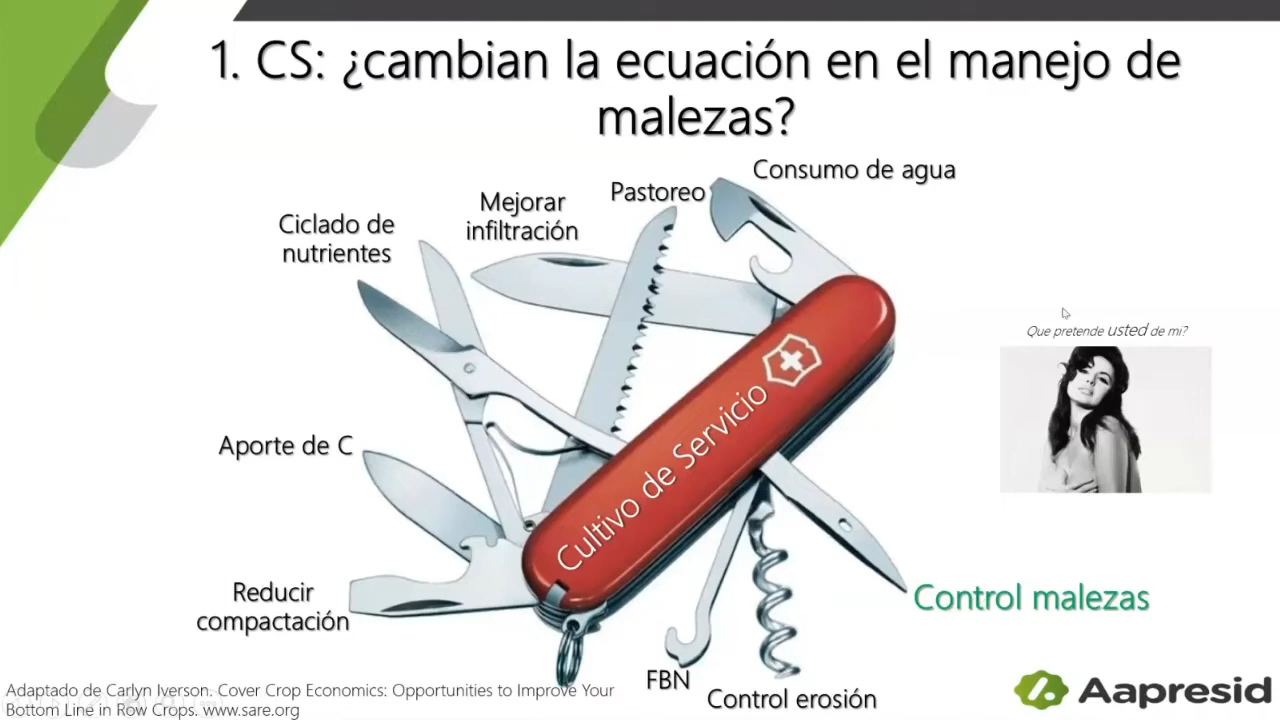 1. CS: ¿cambian la ecuación en el manejo de
malezas?
Consumo de agua
Pastoreo
Mejorar
infiltración
Ciclado de
nutrientes
Que pretende usted de mi?
Cultivo de Servicio
Aporte de C
Control malezas
Reducir
compactación
FBN
Control erosión
Adaptado de Carlyn Iverson. Cover Crop Economics: Opportunities to Improve Your
Bottom Line in Row Crops. www.sare.org
Aapresid